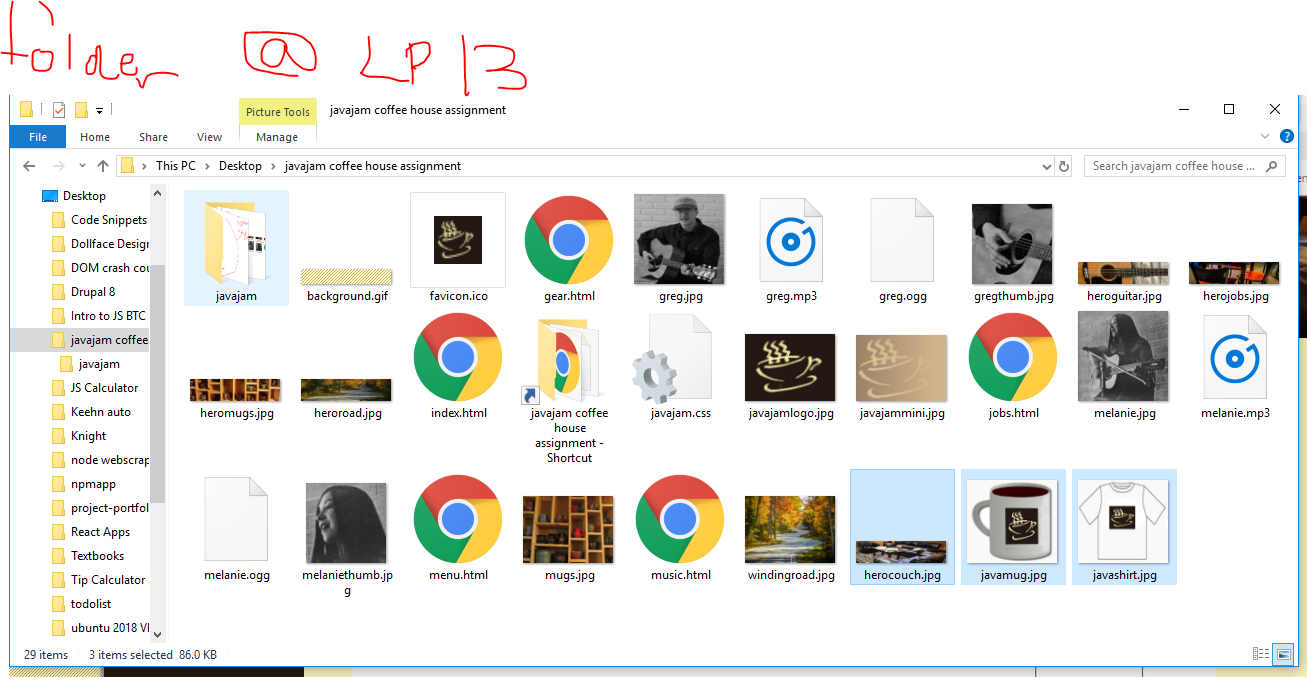 folder @ LP 13
Picture Tools
javajam coffee house assignment
File
Home
Share
View
Manage
This PC > Desktop > javajam coffee house assignment
Search javajam coffee house ...
Desktop
Code Snippets
Dollface Desigr
DOM crash cou
Drupal 8
Intro to JS BTC
javajam coffee
javajam
JS Calculator
Keehn auto
Knight
node webscrap
npmapp
project-portfol
React Apps
Textbooks
Tip Calculator
todolist
ubuntu 2018 VI
javajam
background.gif
favicon.ico
gear.html
greg.jpg
greg.mp3
greg.ogg
gregthumb.jpg
heroguitar.jpg
herojobs.jpg
heromugs.jpg
heroroad.jpg
index.html
javajam coffee
house
assignment -
Shortcut
javajam.css
javajamlogo.jpg
javajammini.jpg
jobs.html
melanie.jpg
melanie.mp3
melanie.ogg
melaniethumb.jp
g
menu.html
mugs.jpg
music.html
windingroad.jpg
herocouch.jpg
javamug.jpg
javashirt.jpg
29 items
3 items selected 86.0 KB